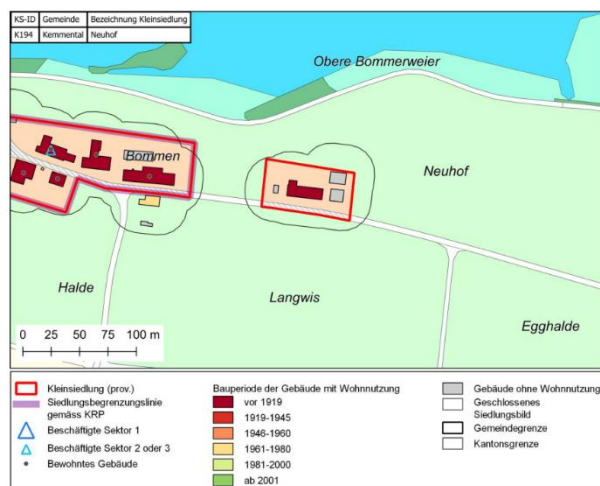 KS-ID Gemeinde Bezeichnung Kleinsiedlung
K194 Kemmental Neuhof
Obere Bommerweier
Bommen
Neuhof
Halde
Langwis
Egghalde
0 25 50 75 100 m
Kleinsiedlung (prov.)
Siedlungsbegrenzungslinie
gemäss KRP
Beschäftigte Sektor 1
Beschäftigte Sektor 2 oder 3
Bewohntes Gebäude
Bauperiode der Gebäude mit Wohnnutzung
vor 1919
1919-1945
1946-1960
1961-1980
1981-2000
ab 2001
Gebäude ohne Wohnnutzung
Geschlossenes
Siedlungsbild
Gemeindegrenze
Kantonsgrenze